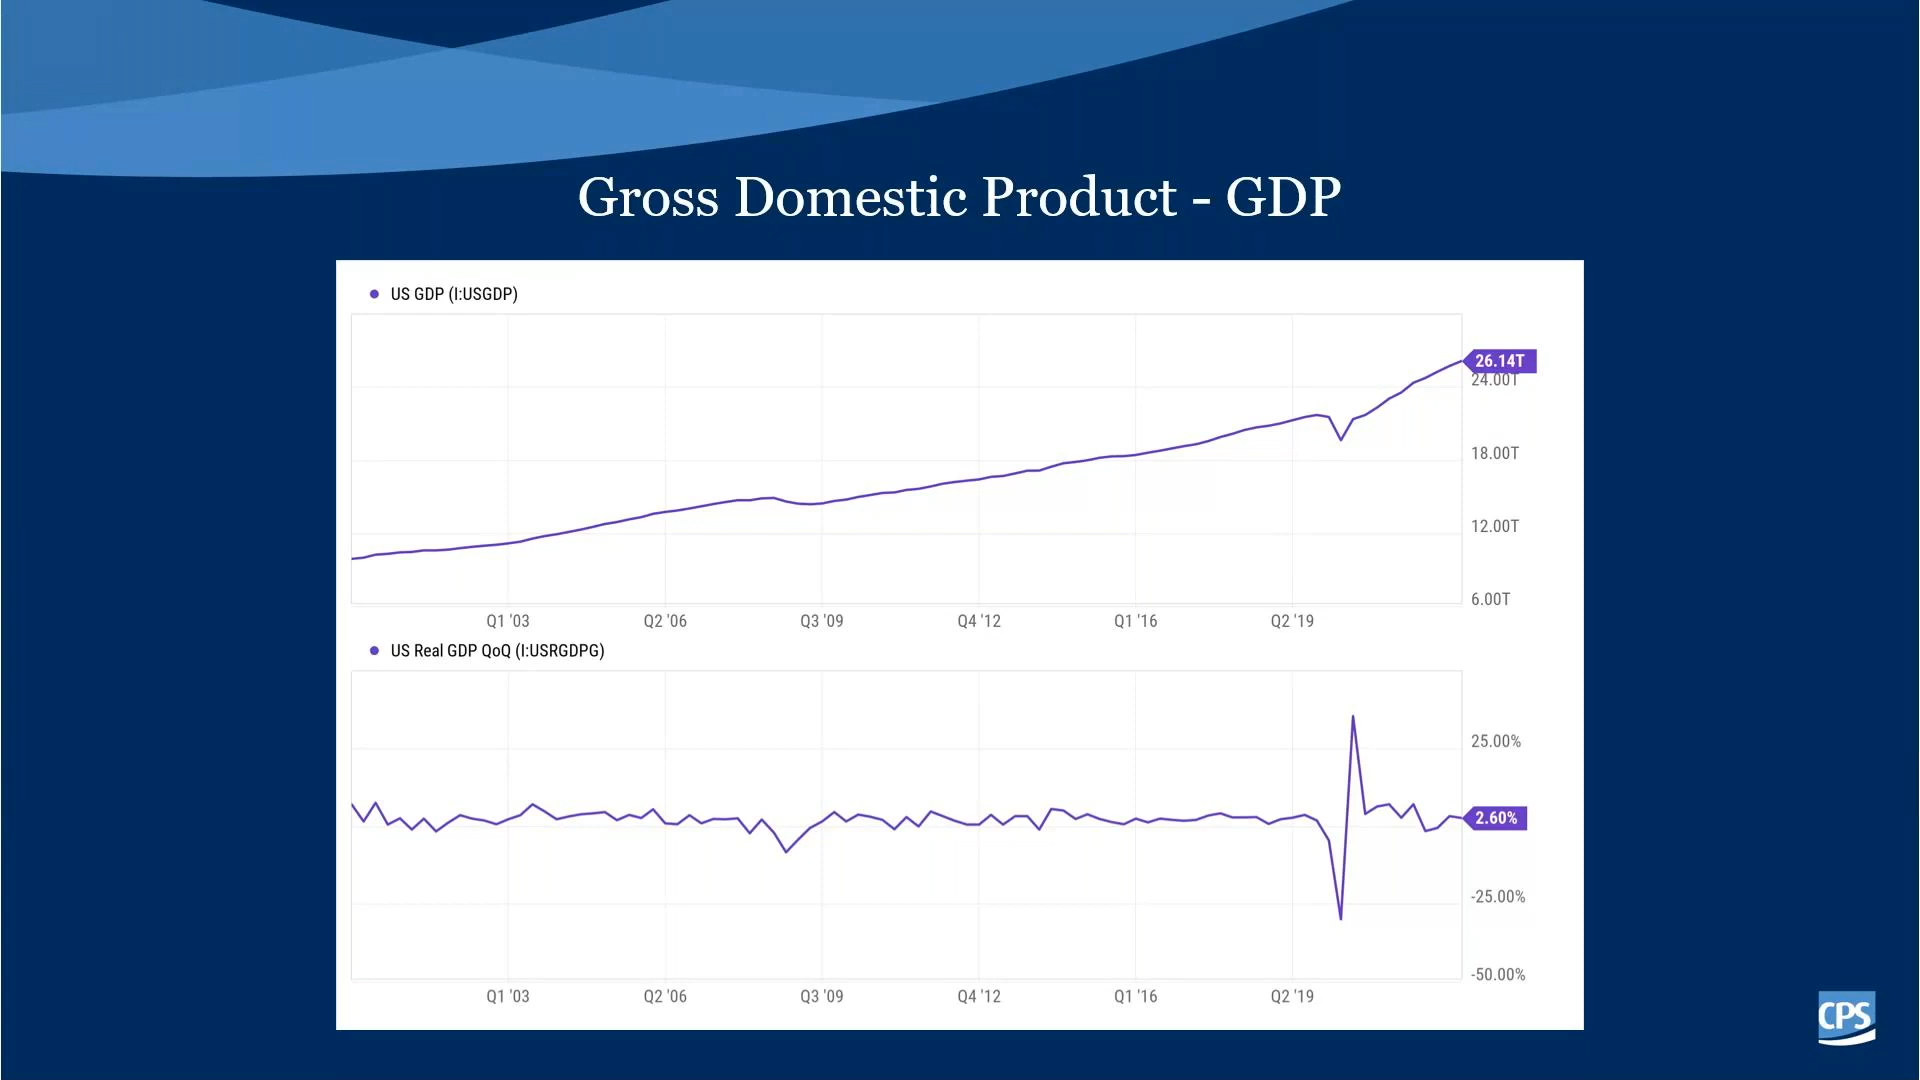 Gross Domestic Product - GDP
US GDP (I:USGDP)
26.14T
24.00T
18.00T
12.00T
6.00T
Q1 '03 Q2 '06 Q3 '09 Q4 '12 Q1 '16 Q2 '19
US Real GDP QoQ (I:USRGDPG)
25.00%
2.60%
-25.00%
-50.00%
Q1 '03 Q2 '06 Q3 '09 Q4 '12 Q1 '16 Q2 '19
CPS